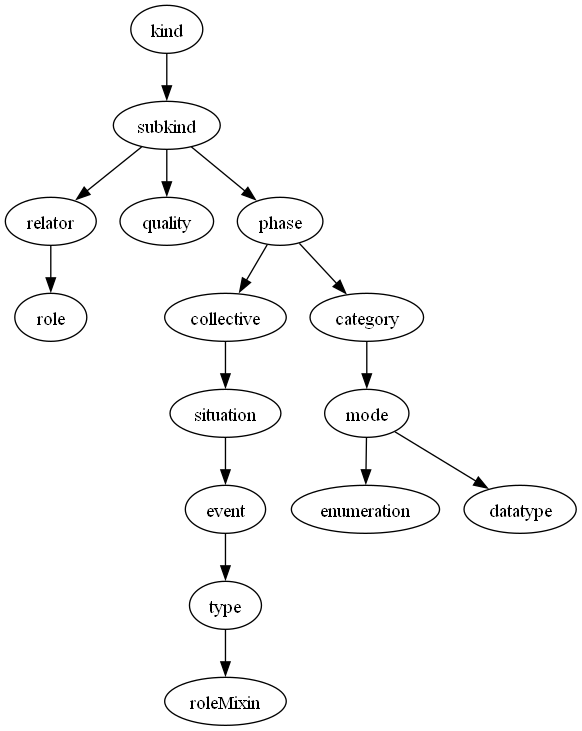 kind
subkind
relator
quality
phase
role
collective
category
situation
mode
event
enumeration
datatype
type
roleMixin